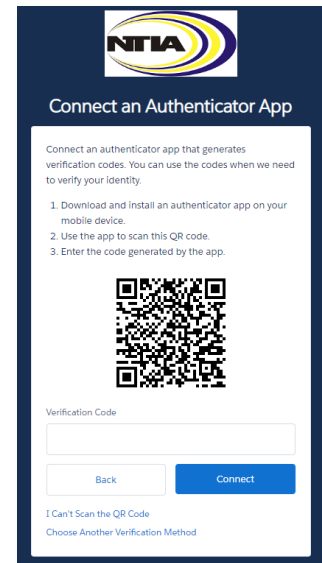 NTIA
Connect an Authenticator App
Connect an authenticator app that generates
verification codes. You can use the codes when we need
to verify your identity.
1. Download and install an authenticator app on your
mobile device.
2. Use the app to scan this QR code.
3. Enter the code generated by the app.
Verification Code
Back
Connect
I Can't Scan the QR Code
Choose Another Verification Method